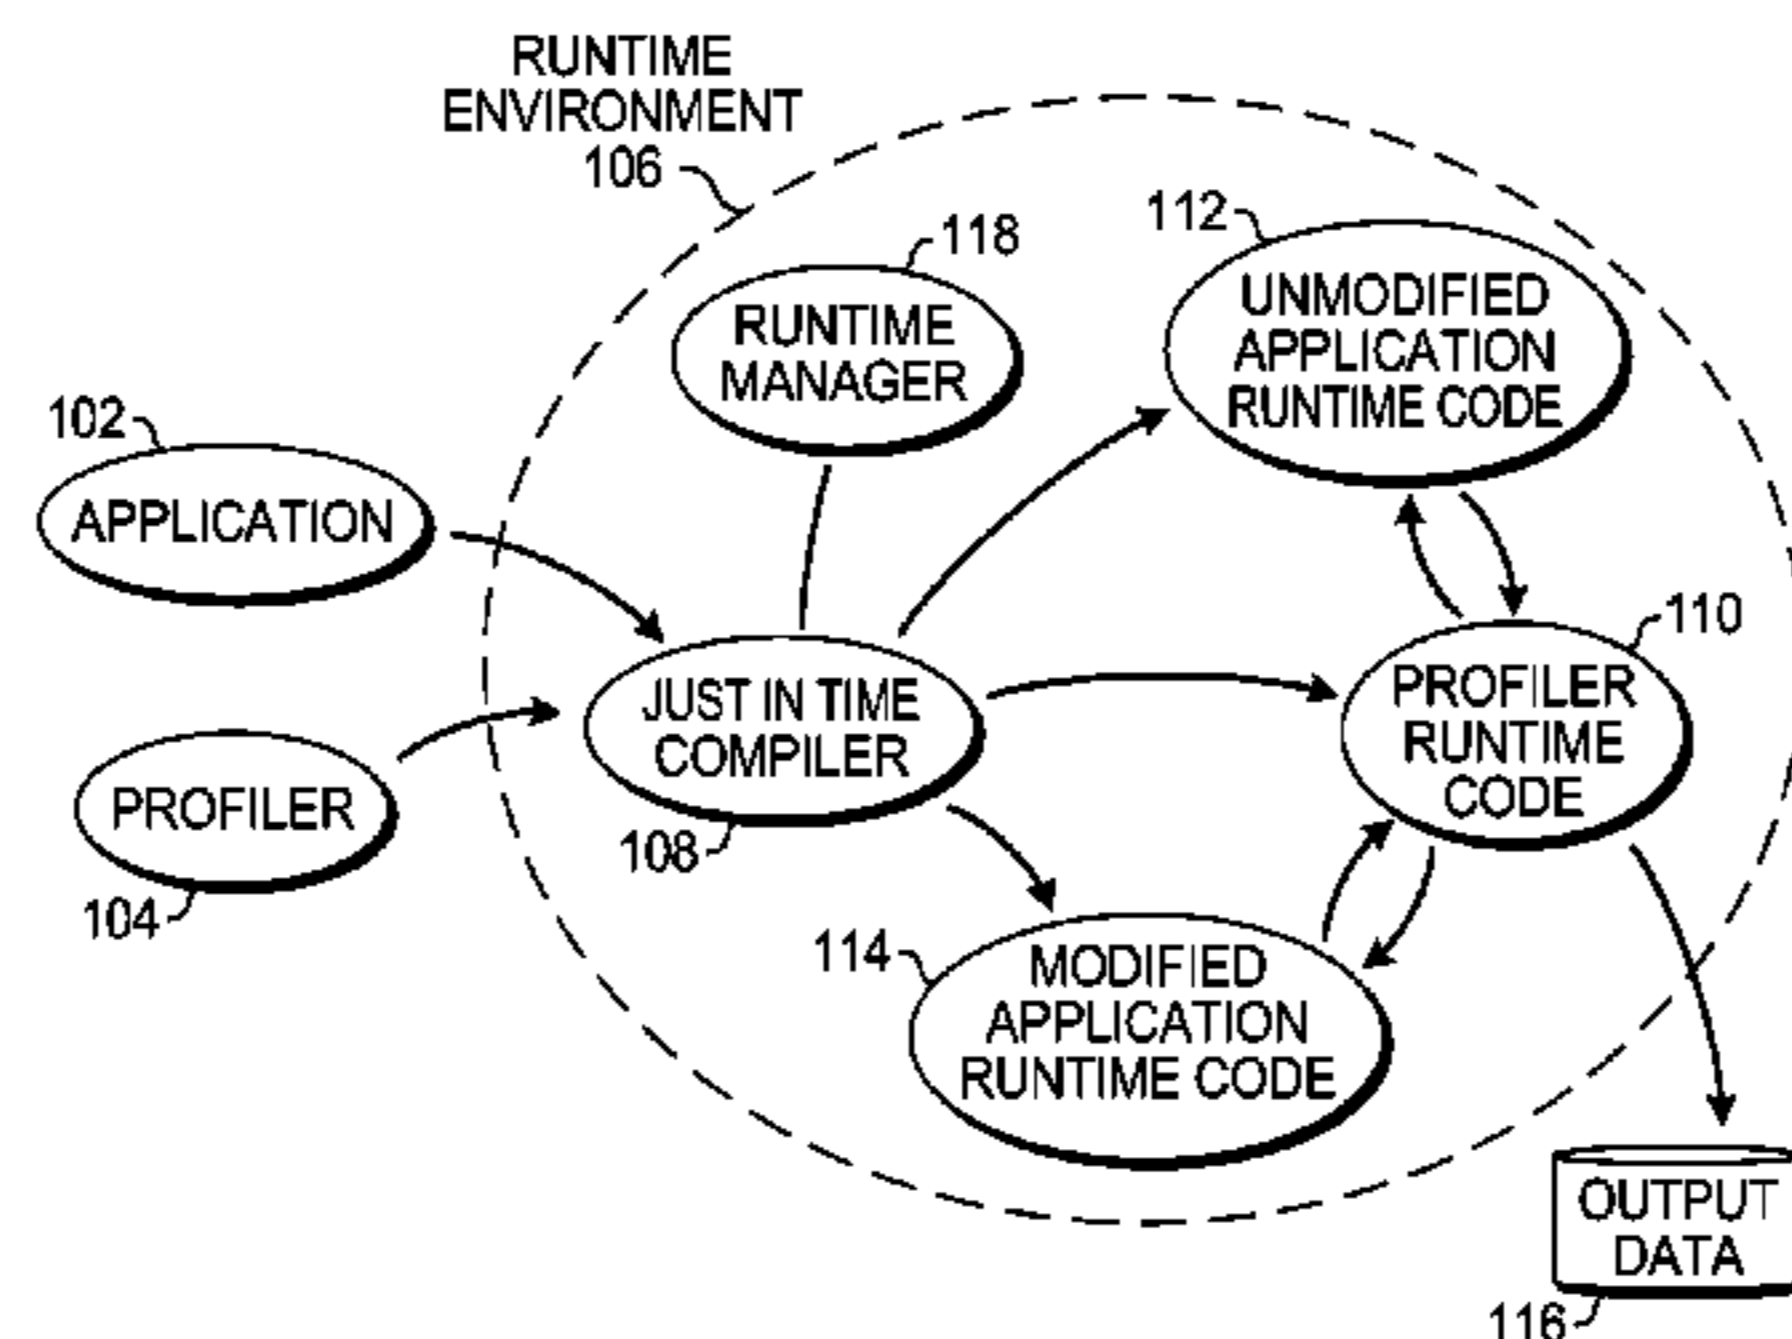 RUNTIME
ENVIRONMENT
106
118
RUNTIME
MANAGER
112
UNMODIFIED
APPLICATION
RUNTIME CODE
102
APPLICATION
PROFILER
104
JUST IN TIME
COMPILER
108
110
PROFILER
RUNTIME
CODE
114
MODIFIED
APPLICATION
RUNTIME CODE
OUTPUT
DATA
116